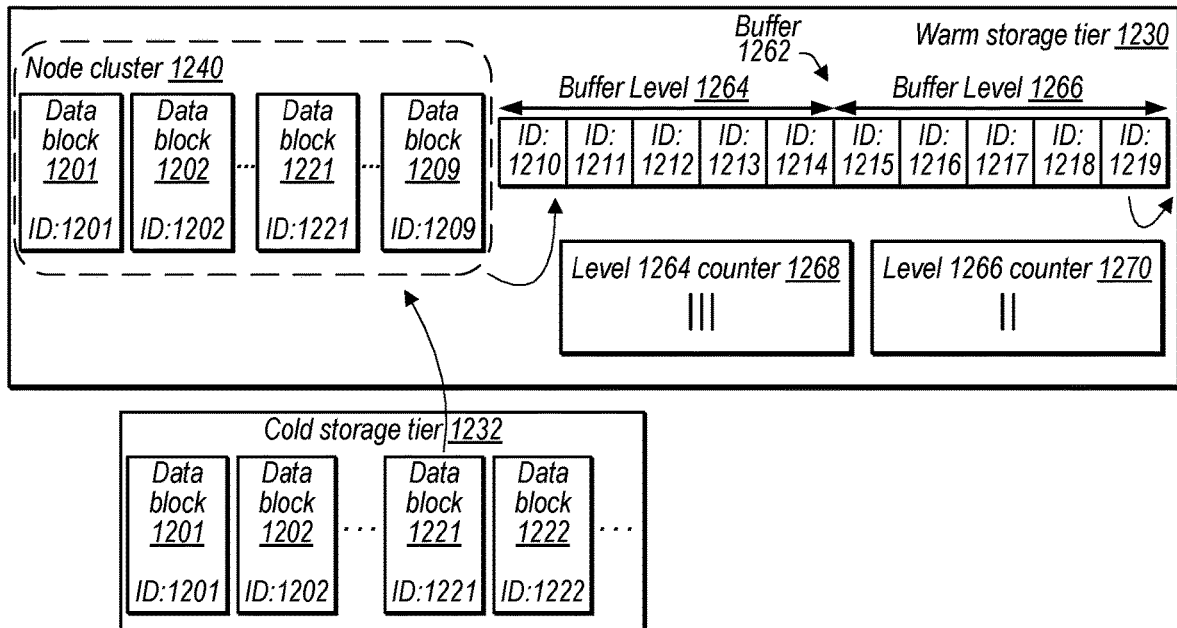 Buffer
1262
Warm storage tier 1230
Node cluster 1240
Data block 1201
ID:1201
Data block 1202
ID:1202
...
Data block 1221
ID:1221
...
Data block 1209
ID:1209
Buffer Level 1264
Buffer Level 1266
ID: 1210
ID: 1211
ID: 1212
ID: 1213
ID: 1214
ID: 1215
ID: 1216
ID: 1217
ID: 1218
ID: 1219
Level 1264 counter 1268
|||
Level 1266 counter 1270
||
Cold storage tier 1232
Data block 1201
ID:1201
Data block 1202
ID:1202
...
Data block 1221
ID:1221
Data block 1222
ID:1222
...